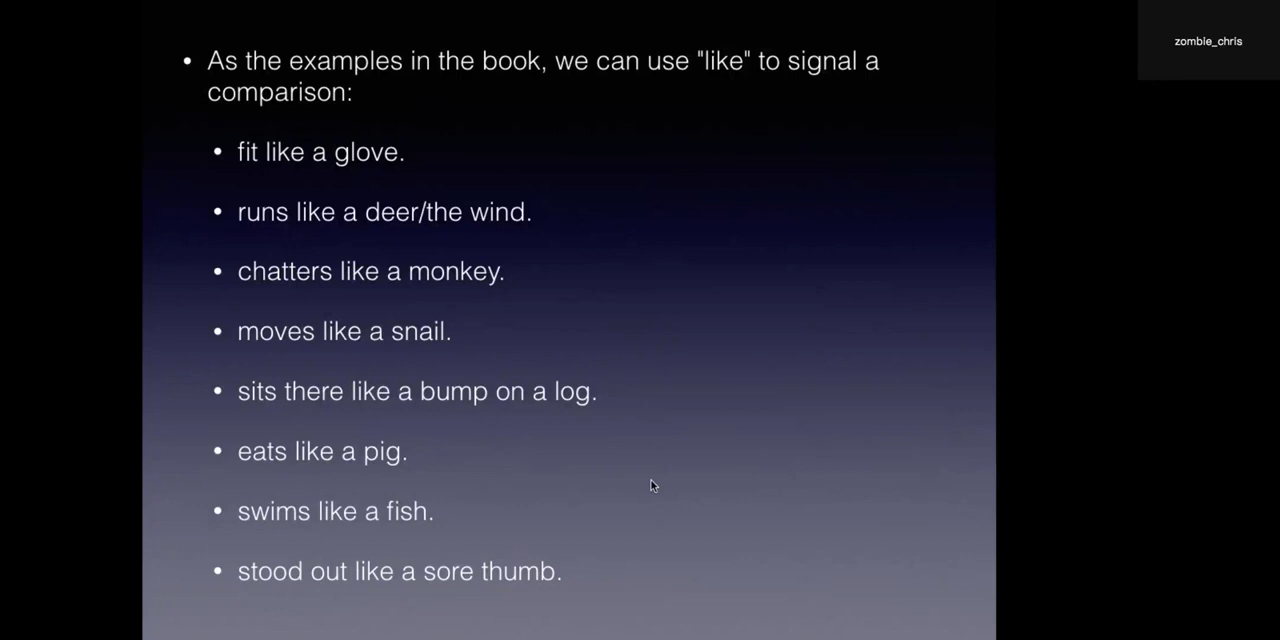 • As the examples in the book, we can use "like" to signal a
comparison:
• fit like a glove.
• runs like a deer/the wind.
• chatters like a monkey.
• moves like a snail.
• sits there like a bump on a log.
• eats like a pig.
• swims like a fish.
• stood out like a sore thumb.
zombie_chris